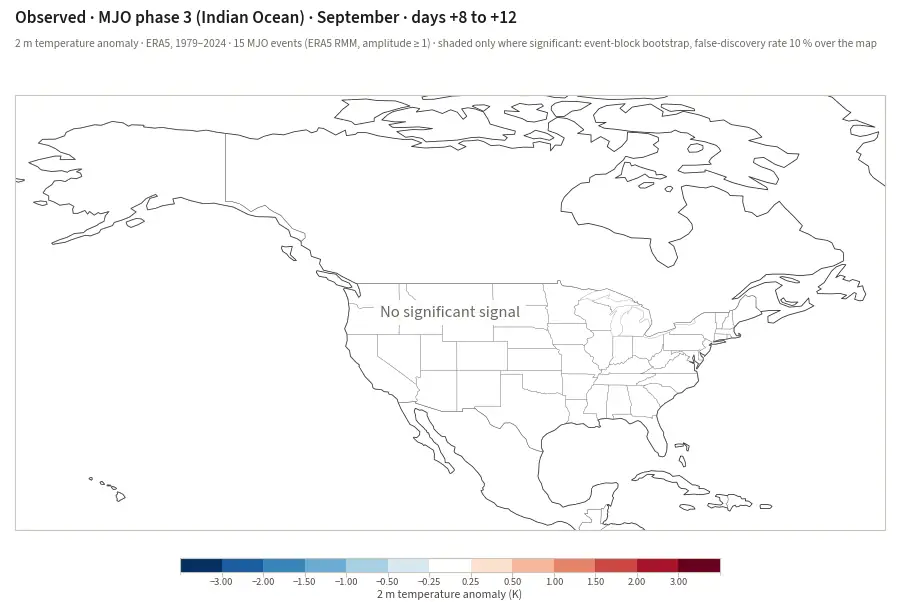 Observed · MJO phase 3 (Indian Ocean) · September · days +8 to +12
2 m temperature anomaly · ERA5, 1979–2024 · 15 MJO events (ERA5 RMM, amplitude ≥ 1) · shaded only where significant: event-block bootstrap, false-discovery rate 10 % over the map
No significant signal
−3.00 −2.00 −1.50 −1.00 −0.50 −0.25 0.25 0.50 1.00 1.50 2.00 3.00
2 m temperature anomaly (K)